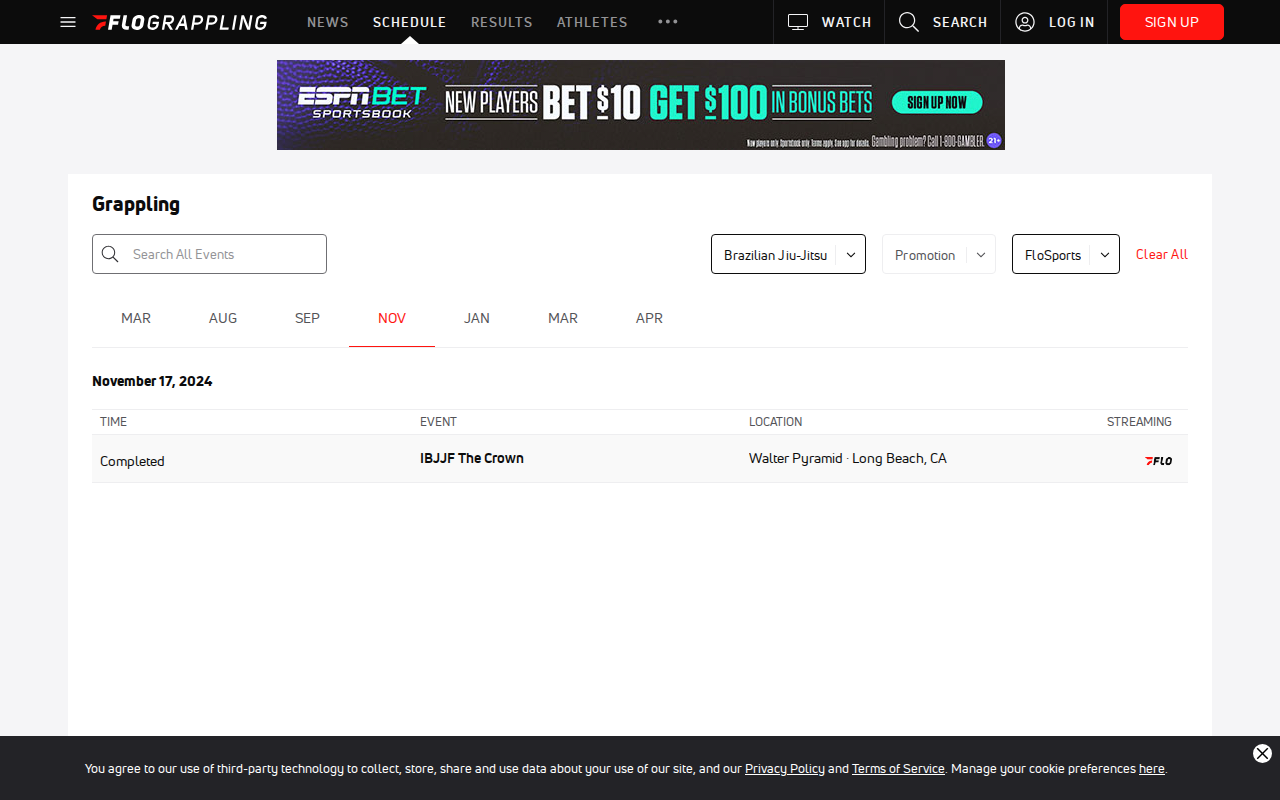 FLOGRAPPLING
NEWS
SCHEDULE
RESULTS
ATHLETES
WATCH
SEARCH
LOG IN
SIGN UP
ESPN BET
SPORTSBOOK
NEW PLAYERS BET $10 GET $100 IN BONUS BETS
SIGN UP NOW
New players only. Sportsbook only. Terms apply. See app for details. Gambling problem? Call 1-800-GAMBLER. 21+
Grappling
Search All Events
Brazilian Jiu-Jitsu
Promotion
FloSports
Clear All
MAR
AUG
SEP
NOV
JAN
MAR
APR
November 17, 2024
TIME
EVENT
LOCATION
STREAMING
Completed
IBJJF The Crown
Walter Pyramid · Long Beach, CA
FLO
You agree to our use of third-party technology to collect, store, share and use data about your use of our site, and our Privacy Policy and Terms of Service. Manage your cookie preferences here.